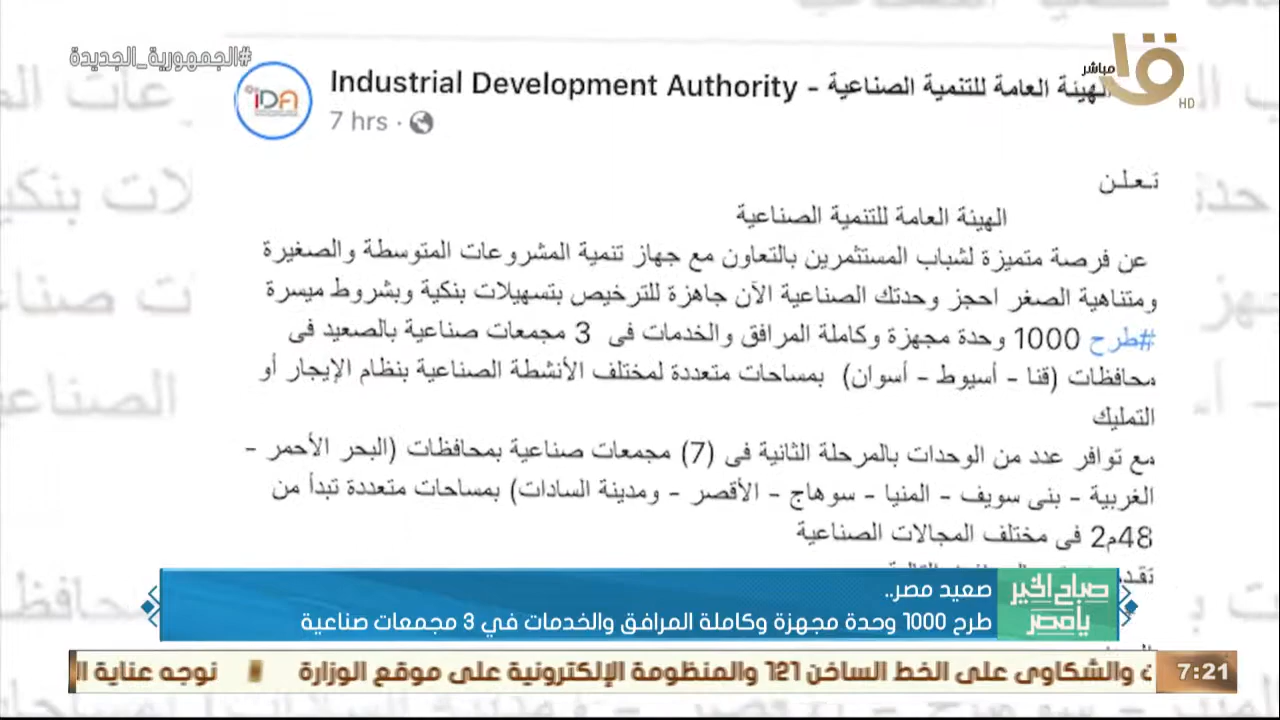 #الجمهورية_الجديدة
مباشر
HD
iDA
Industrial Development Authority - الهيئة العامة للتنمية الصناعية
7 hrs ·
تـعـلـن
الهيئة العامة للتنمية الصناعية
عن فرصة متميزة لشباب المستثمرين بالتعاون مع جهاز تنمية المشروعات المتوسطة والصغيرة
ومتناهية الصغر احجز وحدتك الصناعية الآن جاهزة للترخيص بتسهيلات بنكية وبشروط ميسرة
#طرح 1000 وحدة مجهزة وكاملة المرافق والخدمات فى 3 مجمعات صناعية بالصعيد فى
محافظات (قنا - أسيوط - أسوان) بمساحات متعددة لمختلف الأنشطة الصناعية بنظام الإيجار أو
التمليك
مع توافر عدد من الوحدات بالمرحلة الثانية فى (7) مجمعات صناعية بمحافظات (البحر الأحمر -
الغربية - بنى سويف - المنيا - سوهاج - الأقصر - ومدينة السادات) بمساحات متعددة تبدأ من
48م2 فى مختلف المجالات الصناعية
صباح الخير
يا مصر
صعيد مصر..
طرح 1000 وحدة مجهزة وكاملة المرافق والخدمات في 3 مجمعات صناعية
والشكاوى على الخط الساخن 121 والمنظومة الإلكترونية على موقع الوزارة نوجه عناية
7:21